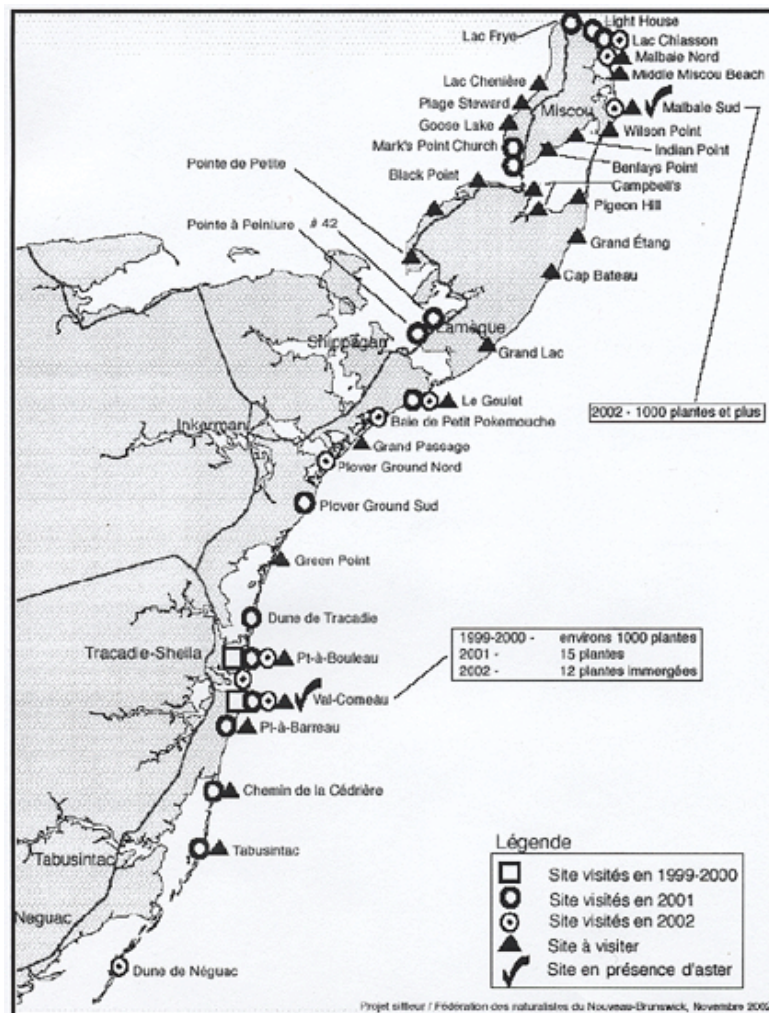 Light House
Lac Frye
Lac Chiasson
Malbaie Nord
Middle Miscou Beach
Lac Chenière
Plage Steward
Miscou
Malbaie Sud
Goose Lake
Wilson Point
Mark's Point Church
Indian Point
Benlays Point
Pointe de Petite
Black Point
Campbell's
Pigeon Hill
Pointe à Peinture
# 42
Grand Étang
Cap Bateau
Lamèque
Shippagan
Grand Lac
Le Goulet
2002 - 1000 plantes et plus
Baie de Petit Pokemouche
Inkerman
Grand Passage
Plover Ground Nord
Plover Ground Sud
Green Point
Dune de Tracadie
1999-2000 - environs 1000 plantes
2001 - 15 plantes
2002 - 12 plantes immergées
Tracadie-Sheila
Pt-à-Bouleau
Val-Comeau
Pt-à-Barreau
Chemin de la Cédrière
Tabusintac
Tabusintac
Neguac
Dune de Néguac
Légende
Site visités en 1999-2000
Site visités en 2001
Site visités en 2002
Site à visiter
Site en présence d'aster
Projet siffleur / Fédération des naturalistes du Nouveau-Brunswick, Novembre 2002